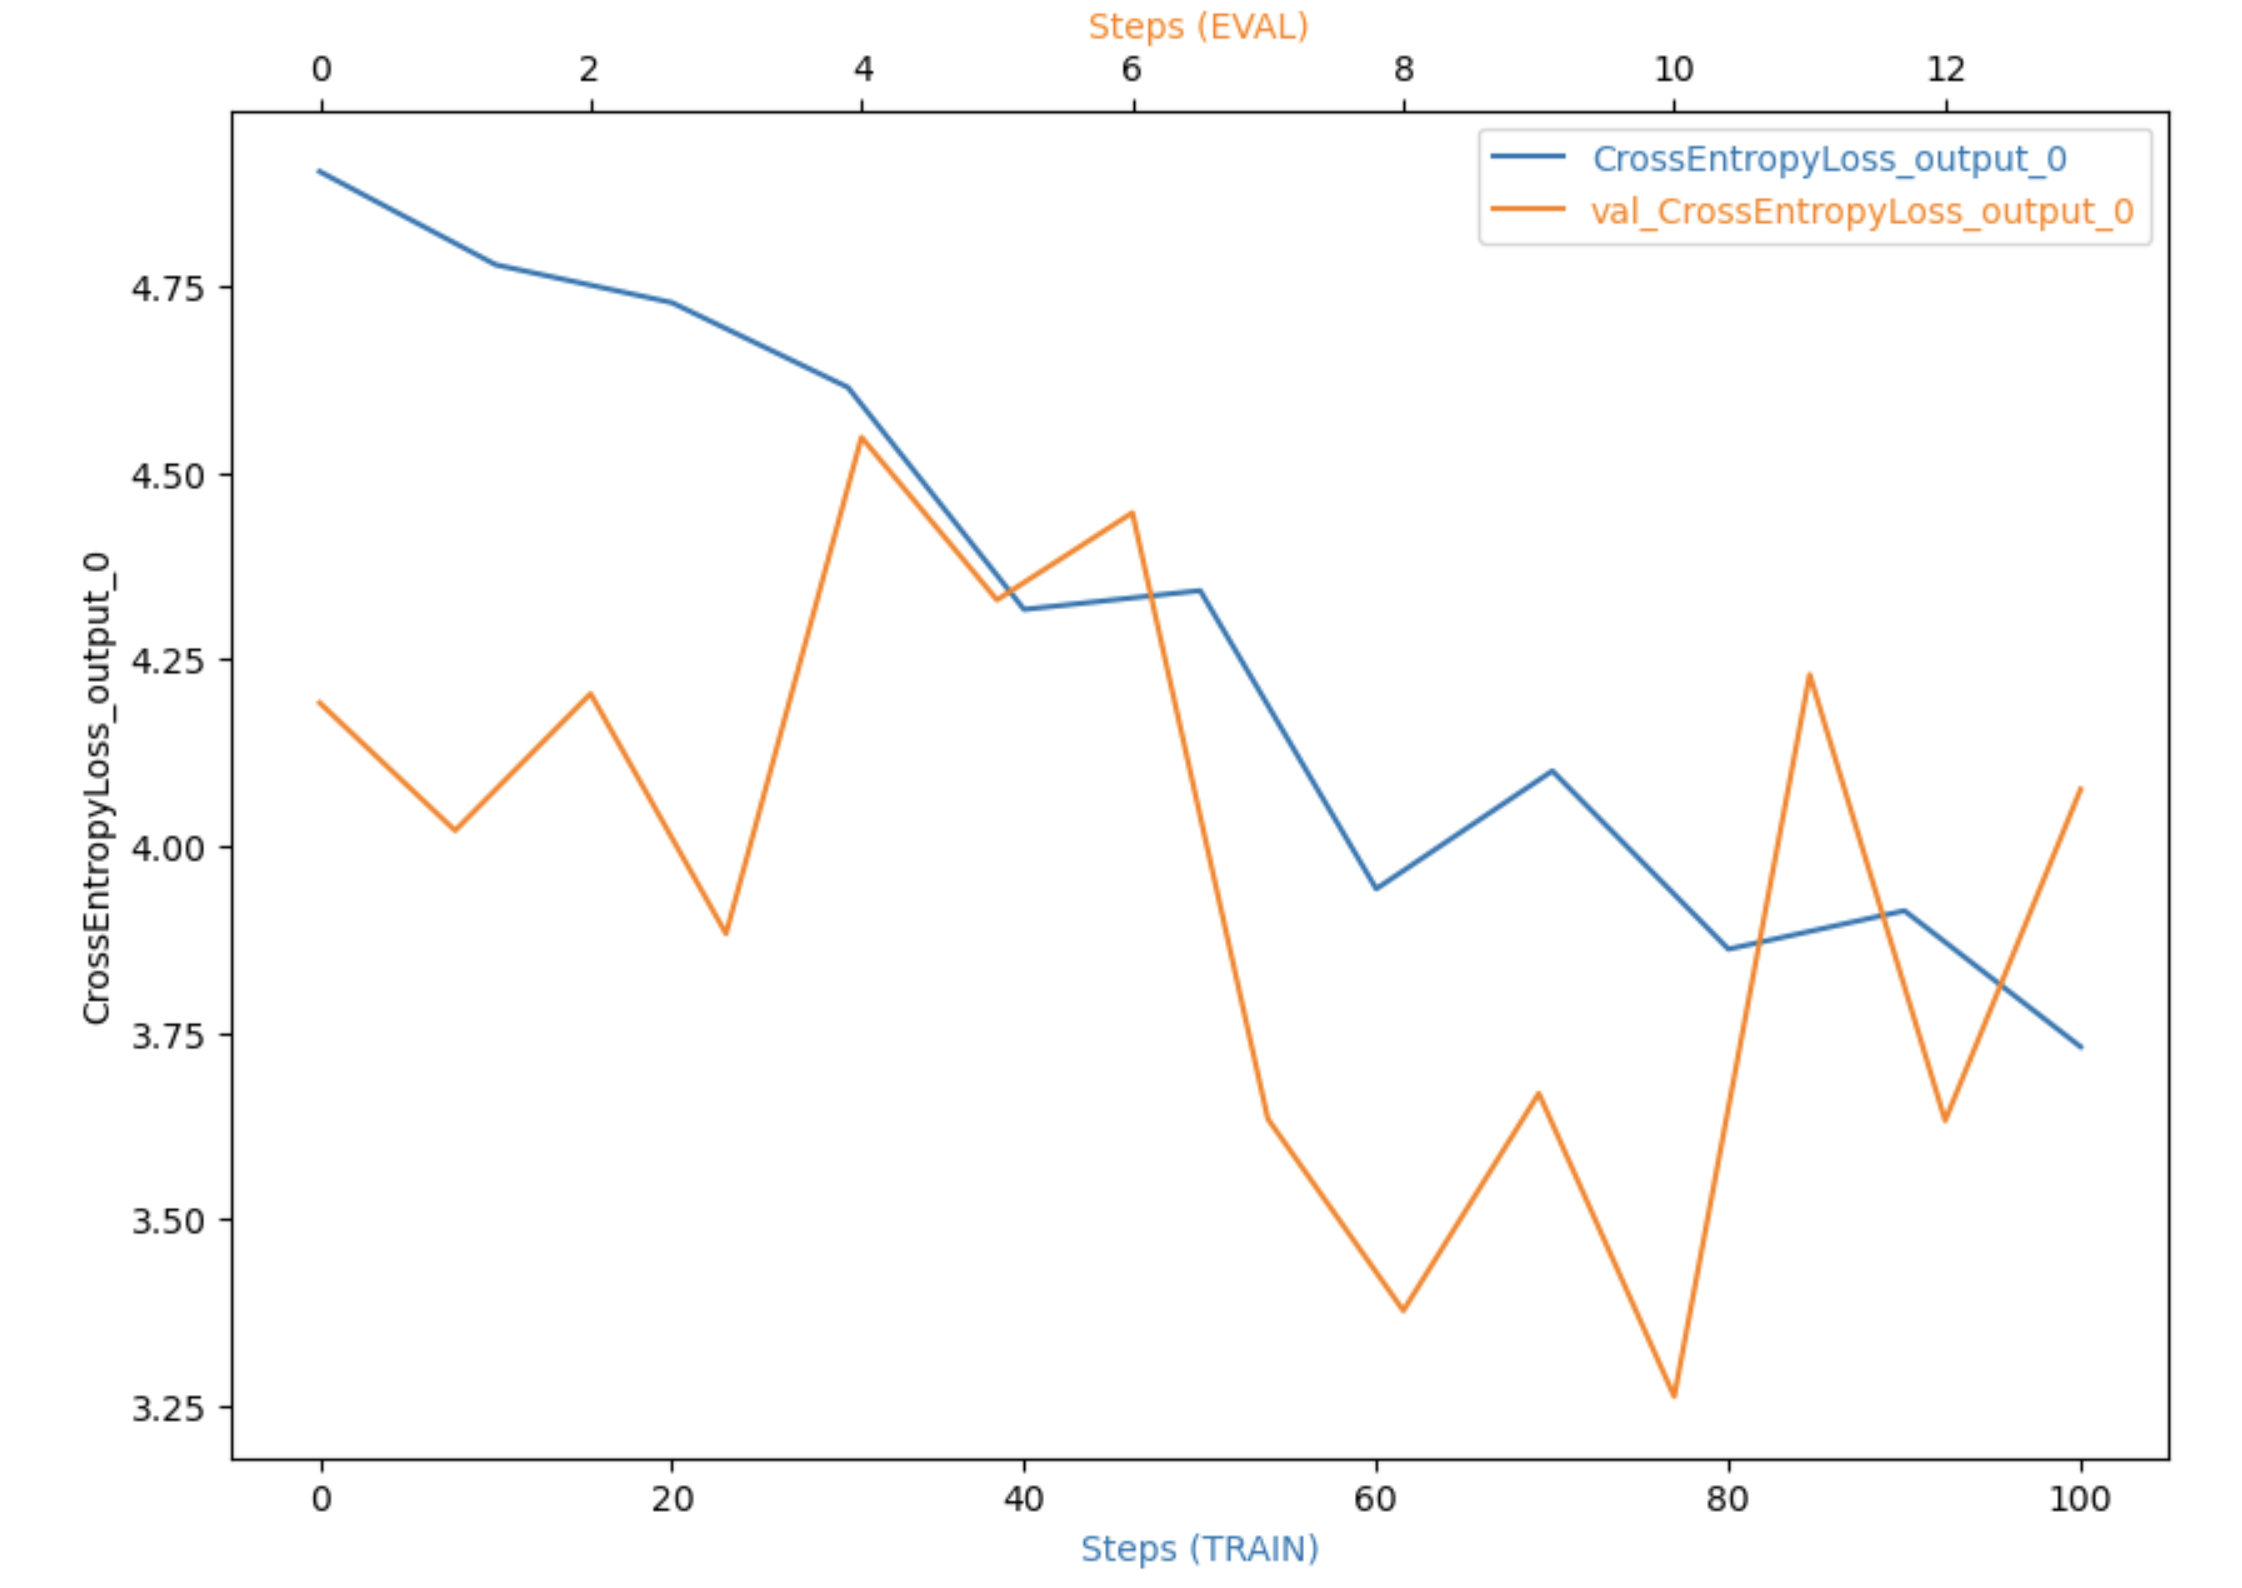 Steps (EVAL)
0 2 4 6 8 10 12
CrossEntropyLoss_output_0
val_CrossEntropyLoss_output_0
4.75
4.50
4.25
4.00
3.75
3.50
3.25
CrossEntropyLoss_output_0
0 20 40 60 80 100
Steps (TRAIN)